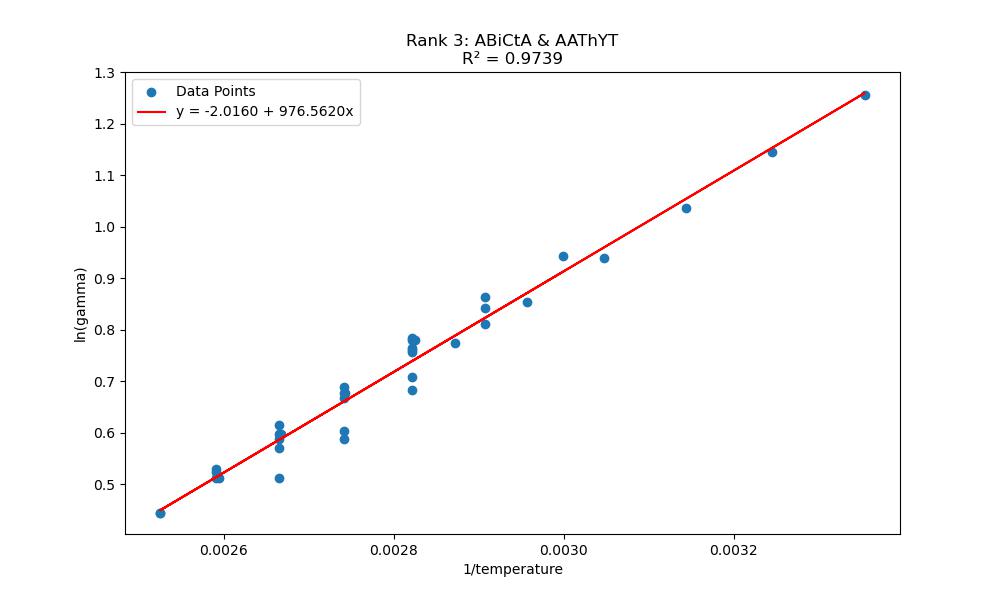 Rank 3: ABiCtA & AAThYT
R² = 0.9739
Data Points
y = -2.0160 + 976.5620x
ln(gamma)
1.3
1.2
1.1
1.0
0.9
0.8
0.7
0.6
0.5
0.0026 0.0028 0.0030 0.0032
1/temperature